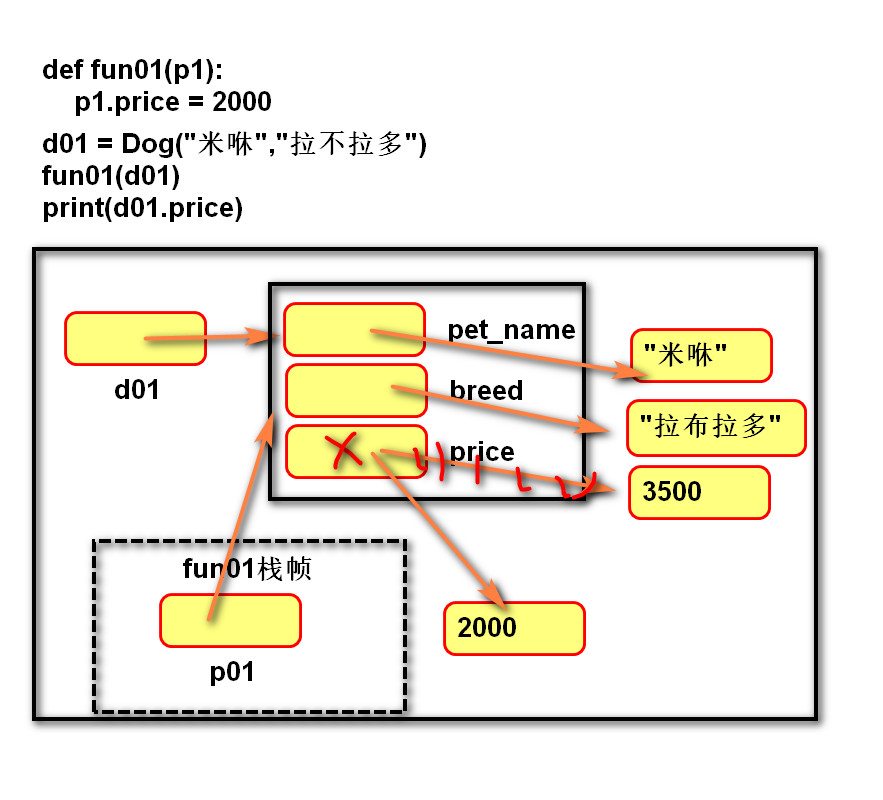 def fun01(p1):
p1.price = 2000
d01 = Dog("米咻","拉不拉多")
fun01(d01)
print(d01.price)
pet_name
"米咻"
d01
breed
"拉布拉多"
price
3500
fun01栈帧
2000
p01